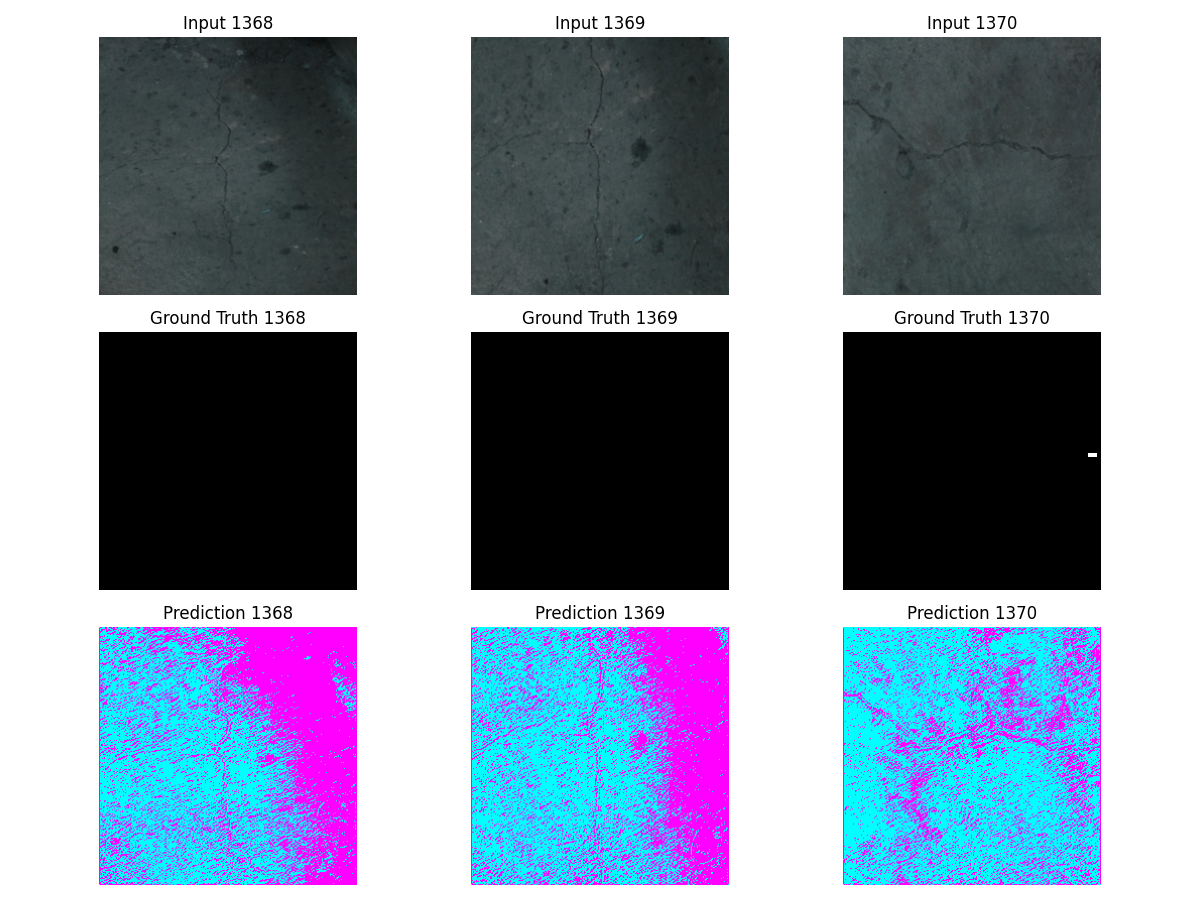 Input 1368
Input 1369
Input 1370
Ground Truth 1368
Ground Truth 1369
Ground Truth 1370
Prediction 1368
Prediction 1369
Prediction 1370